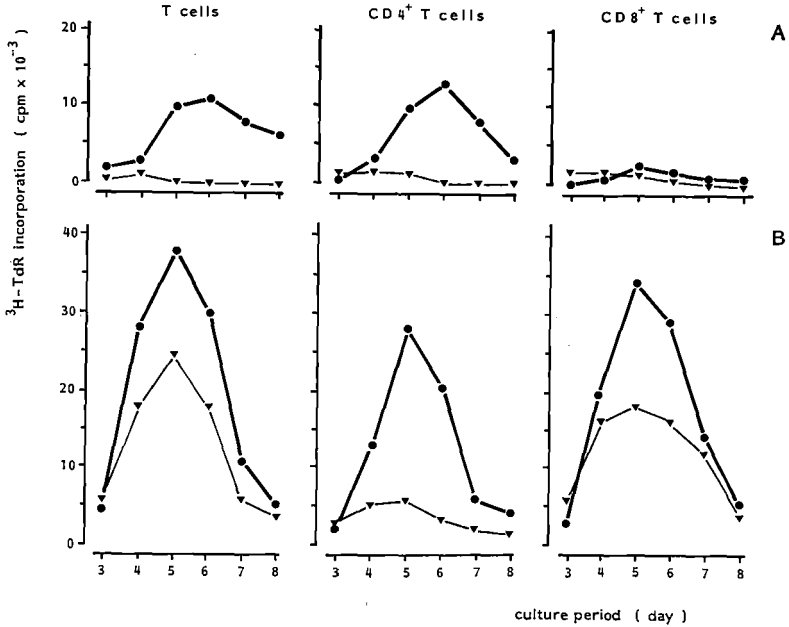 T cells
CD4⁺ T cells
CD8⁺ T cells
A
20
10
0
³H-TdR incorporation ( cpm x 10⁻³ )
B
40
30
20
10
0
3 4 5 6 7 8
3 4 5 6 7 8
3 4 5 6 7 8
culture period ( day )